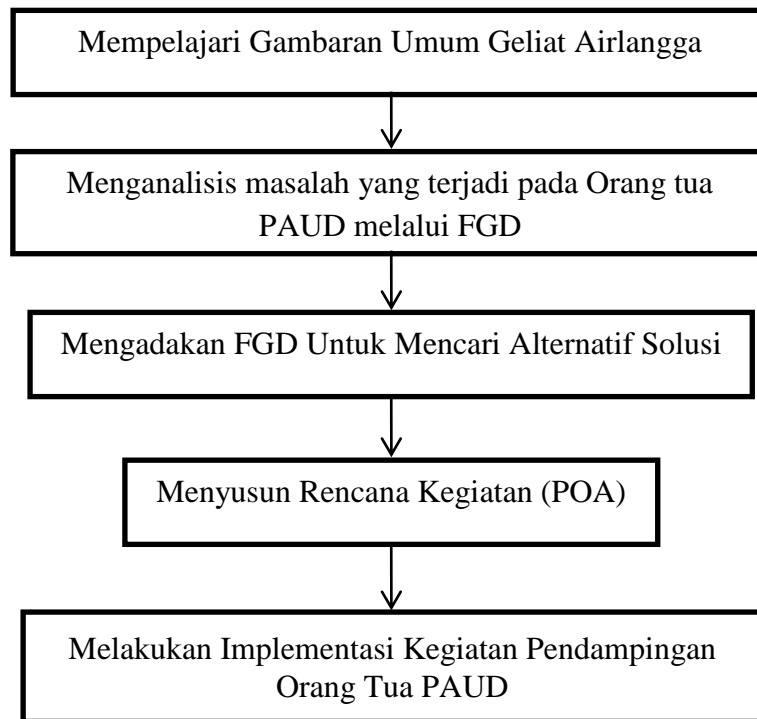 Mempelajari Gambaran Umum Geliat Airlangga
Menganalisis masalah yang terjadi pada Orang tua
PAUD melalui FGD
Mengadakan FGD Untuk Mencari Alternatif Solusi
Menyusun Rencana Kegiatan (POA)
Melakukan Implementasi Kegiatan Pendampingan
Orang Tua PAUD